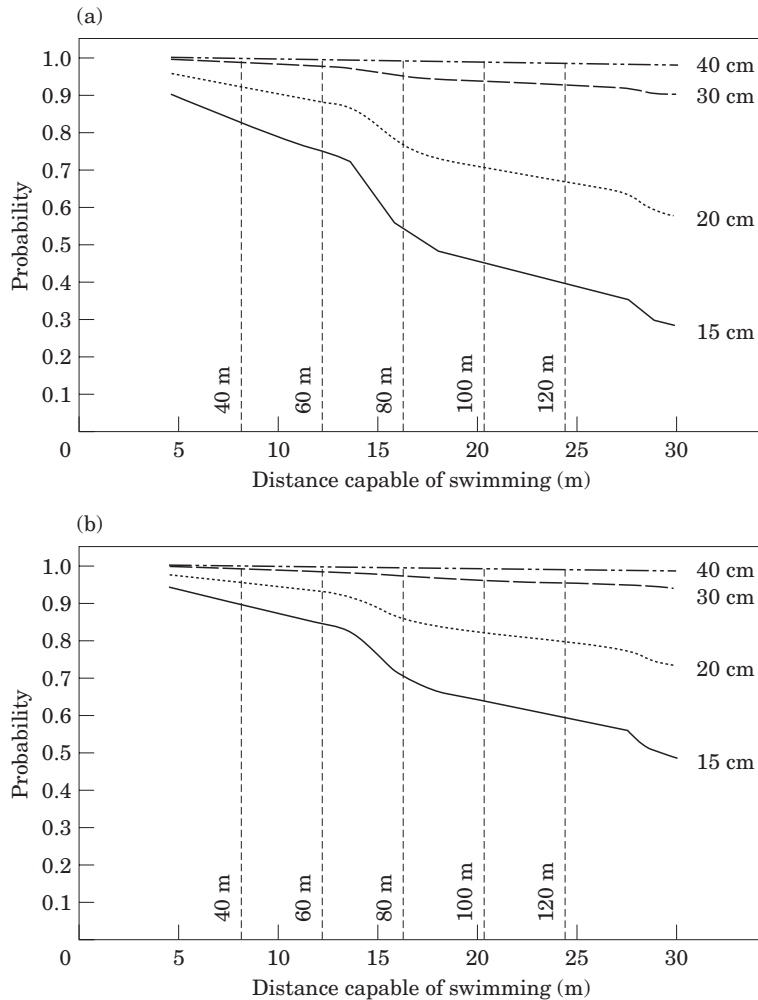 (a)
1.0
0.9
0.8
0.7
0.6
0.5
0.4
0.3
0.2
0.1
0
Probability
40 cm
30 cm
20 cm
15 cm
40 m
60 m
80 m
100 m
120 m
5 10 15 20 25 30
Distance capable of swimming (m)
(b)
1.0
0.9
0.8
0.7
0.6
0.5
0.4
0.3
0.2
0.1
0
Probability
40 cm
30 cm
20 cm
15 cm
40 m
60 m
80 m
100 m
120 m
5 10 15 20 25 30
Distance capable of swimming (m)